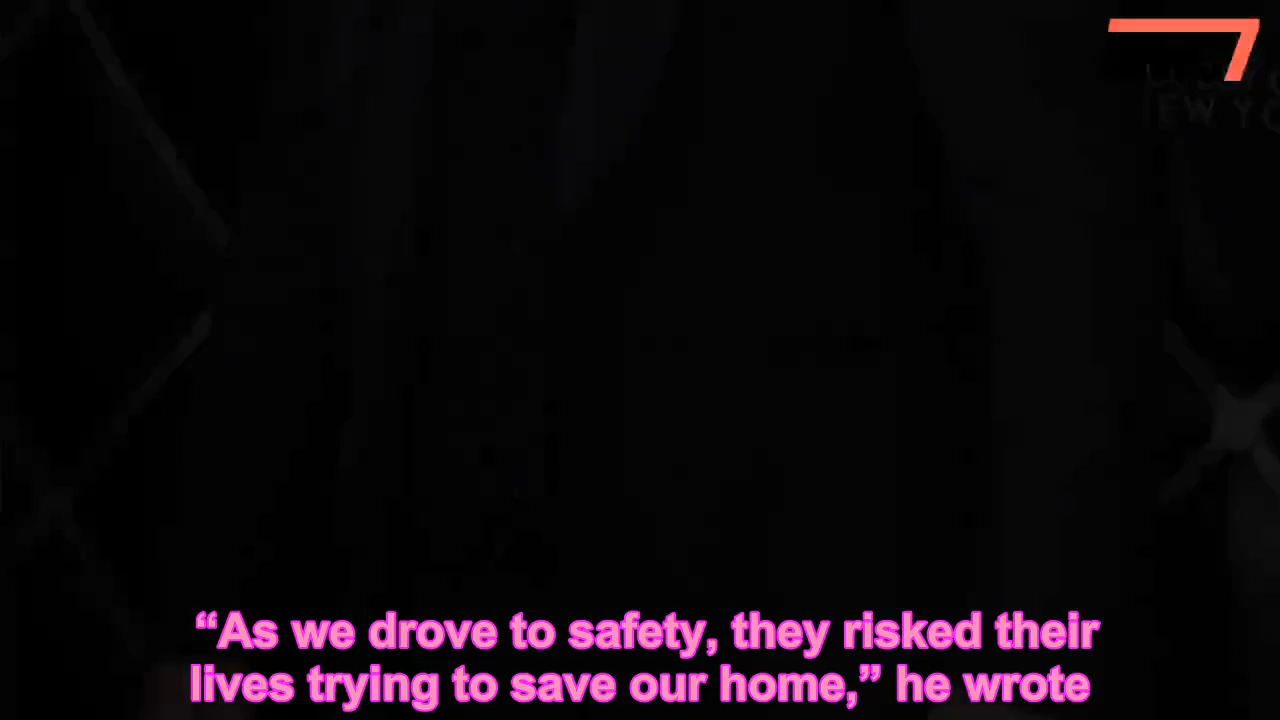 “As we drove to safety, they risked their
lives trying to save our home,” he wrote